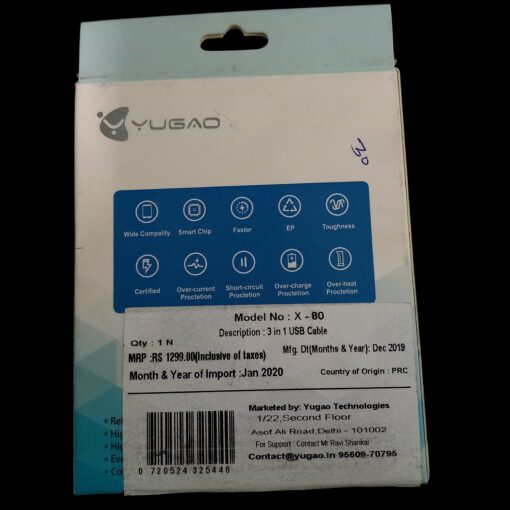 YUGAO
Wide Compality Smart Chip Faster EP Toughness
Certified Over-current Proctetion Short-circuit Proctetion Over-charge Proctetion Over-heat Proctetion
Model No : X - 80
Description : 3 in 1 USB Cable
Qty : 1 N
MRP :RS 1299.00(Inclusive of taxes)
Mfg. Dt(Months & Year): Dec 2019
Month & Year of Import :Jan 2020
Country of Origin : PRC
Marketed by: Yugao Technologies
1/22,Second Floor
Asof Ali Road,Delhi - 101002
For Support : Contact Mr Ravi Shankar
Contact@yugao.in 95609-70795
0 720524 325440